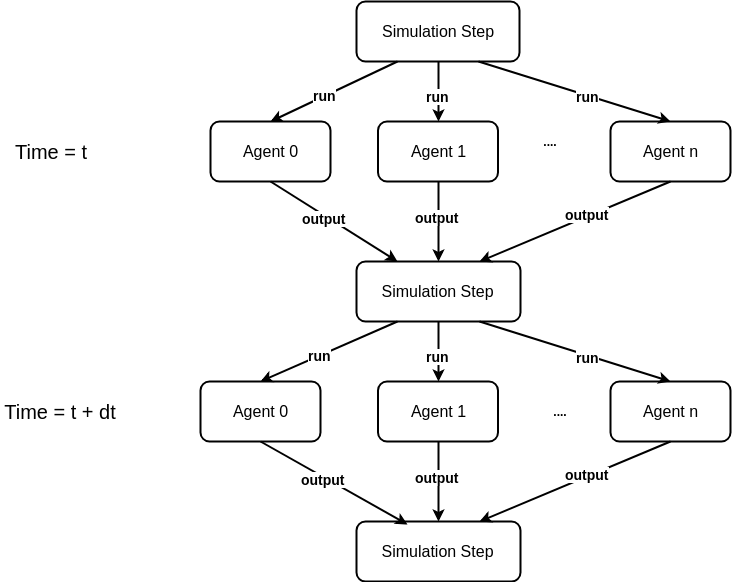 Simulation Step
run
run
run
Time = t
Agent 0
Agent 1
....
Agent n
output
output
output
Simulation Step
run
run
run
Time = t + dt
Agent 0
Agent 1
....
Agent n
output
output
output
Simulation Step